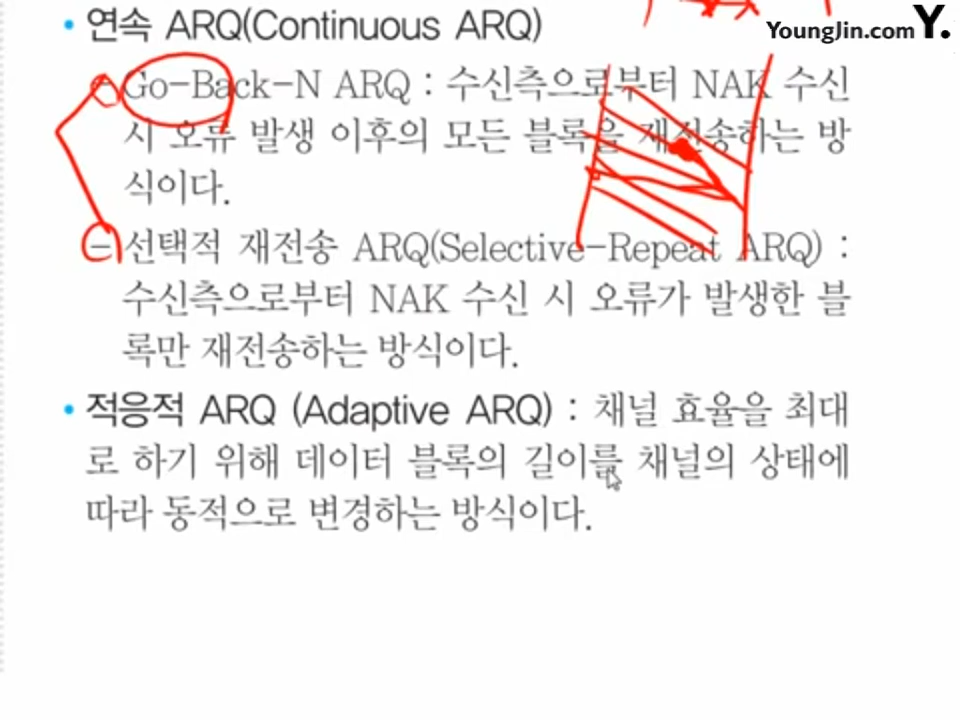 YoungJin.com Y.
• 연속 ARQ(Continuous ARQ)
- Go-Back-N ARQ : 수신측으로부터 NAK 수신
시 오류 발생 이후의 모든 블록을 재전송하는 방
식이다.
- 선택적 재전송 ARQ(Selective-Repeat ARQ) :
수신측으로부터 NAK 수신 시 오류가 발생한 블
록만 재전송하는 방식이다.
• 적응적 ARQ (Adaptive ARQ) : 채널 효율을 최대
로 하기 위해 데이터 블록의 길이를 채널의 상태에
따라 동적으로 변경하는 방식이다.